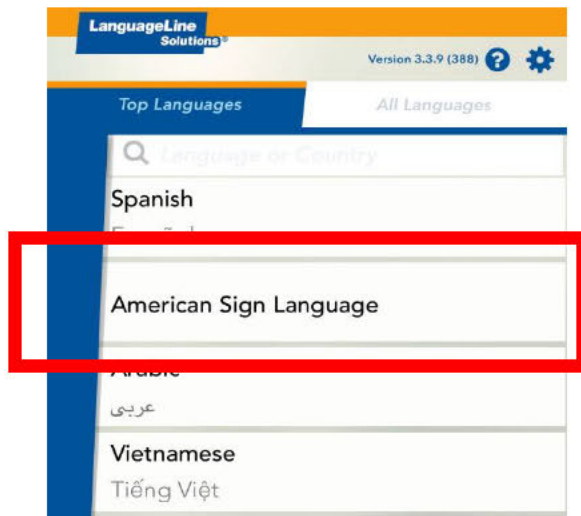 LanguageLine
Solutions®
Version 3.3.9 (388)
Top Languages
All Languages
Language or Country
Spanish
American Sign Language
Arabic
عربى
Vietnamese
Tiếng Việt